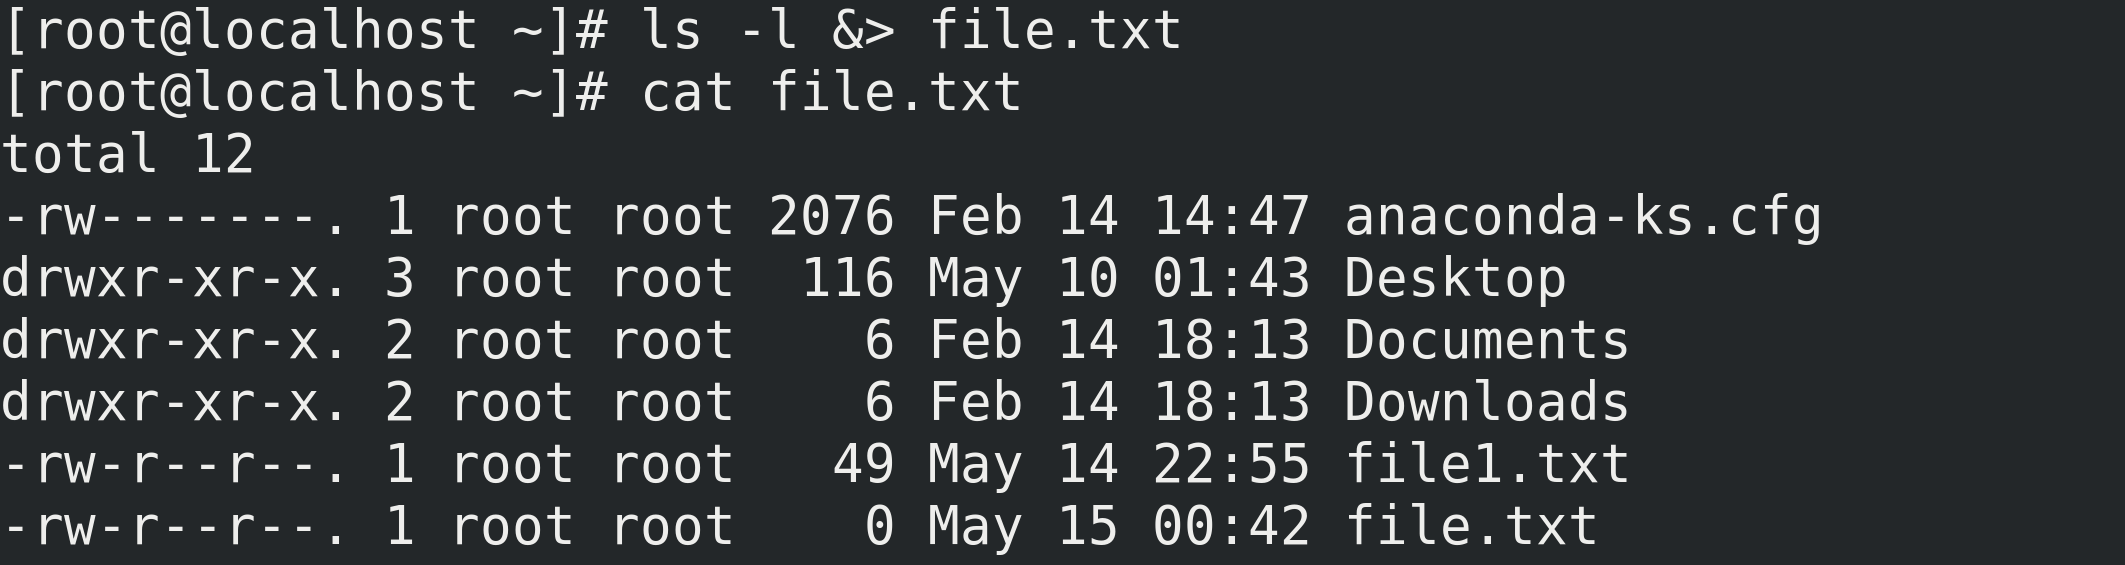 [root@localhost ~]# ls -l &> file.txt
[root@localhost ~]# cat file.txt
total 12
-rw-------. 1 root root 2076 Feb 14 14:47 anaconda-ks.cfg
drwxr-xr-x. 3 root root  116 May 10 01:43 Desktop
drwxr-xr-x. 2 root root    6 Feb 14 18:13 Documents
drwxr-xr-x. 2 root root    6 Feb 14 18:13 Downloads
-rw-r--r--. 1 root root   49 May 14 22:55 file1.txt
-rw-r--r--. 1 root root    0 May 15 00:42 file.txt